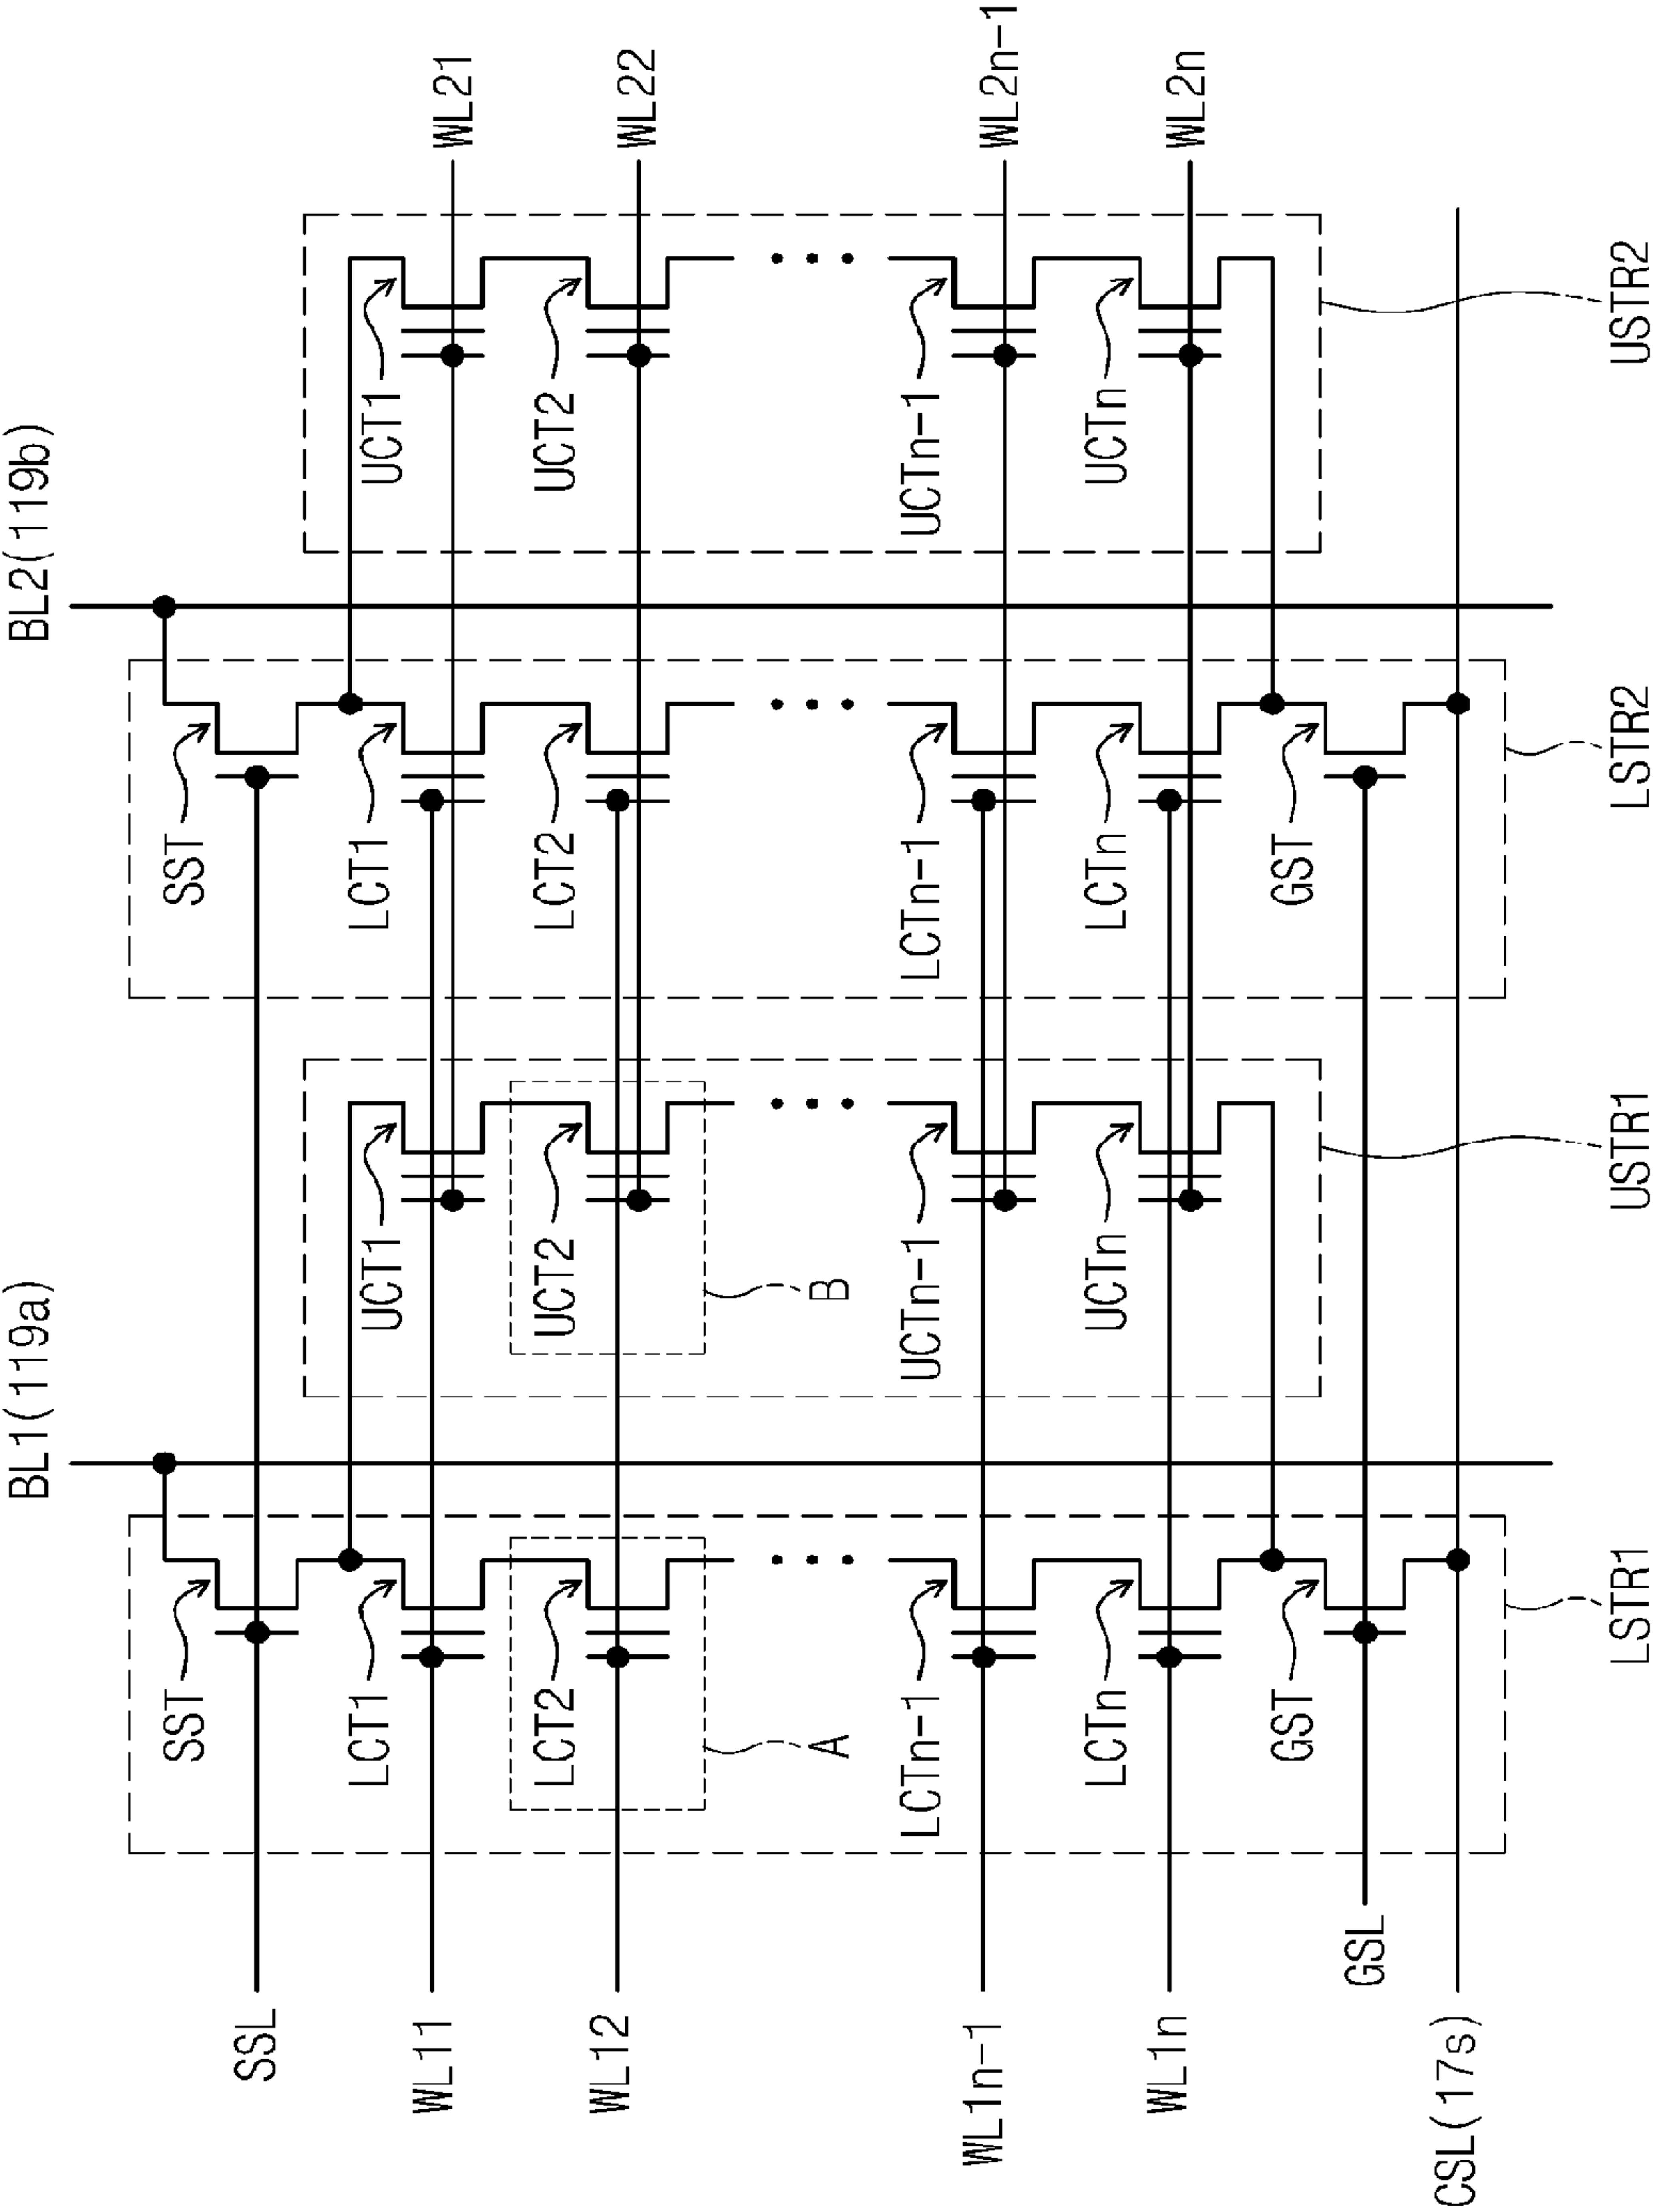 BL1(119a)
BL2(119b)
SSL
SST
SST
WL11
LCT1
UCT1
LCT1
UCT1
WL21
WL12
LCT2
UCT2
LCT2
UCT2
WL22
A
B
WL1n-1
LCTn-1
UCTn-1
LCTn-1
UCTn-1
WL2n-1
WL1n
LCTn
UCTn
LCTn
UCTn
WL2n
GSL
GST
GST
CSL(17s)
LSTR1
USTR1
LSTR2
USTR2